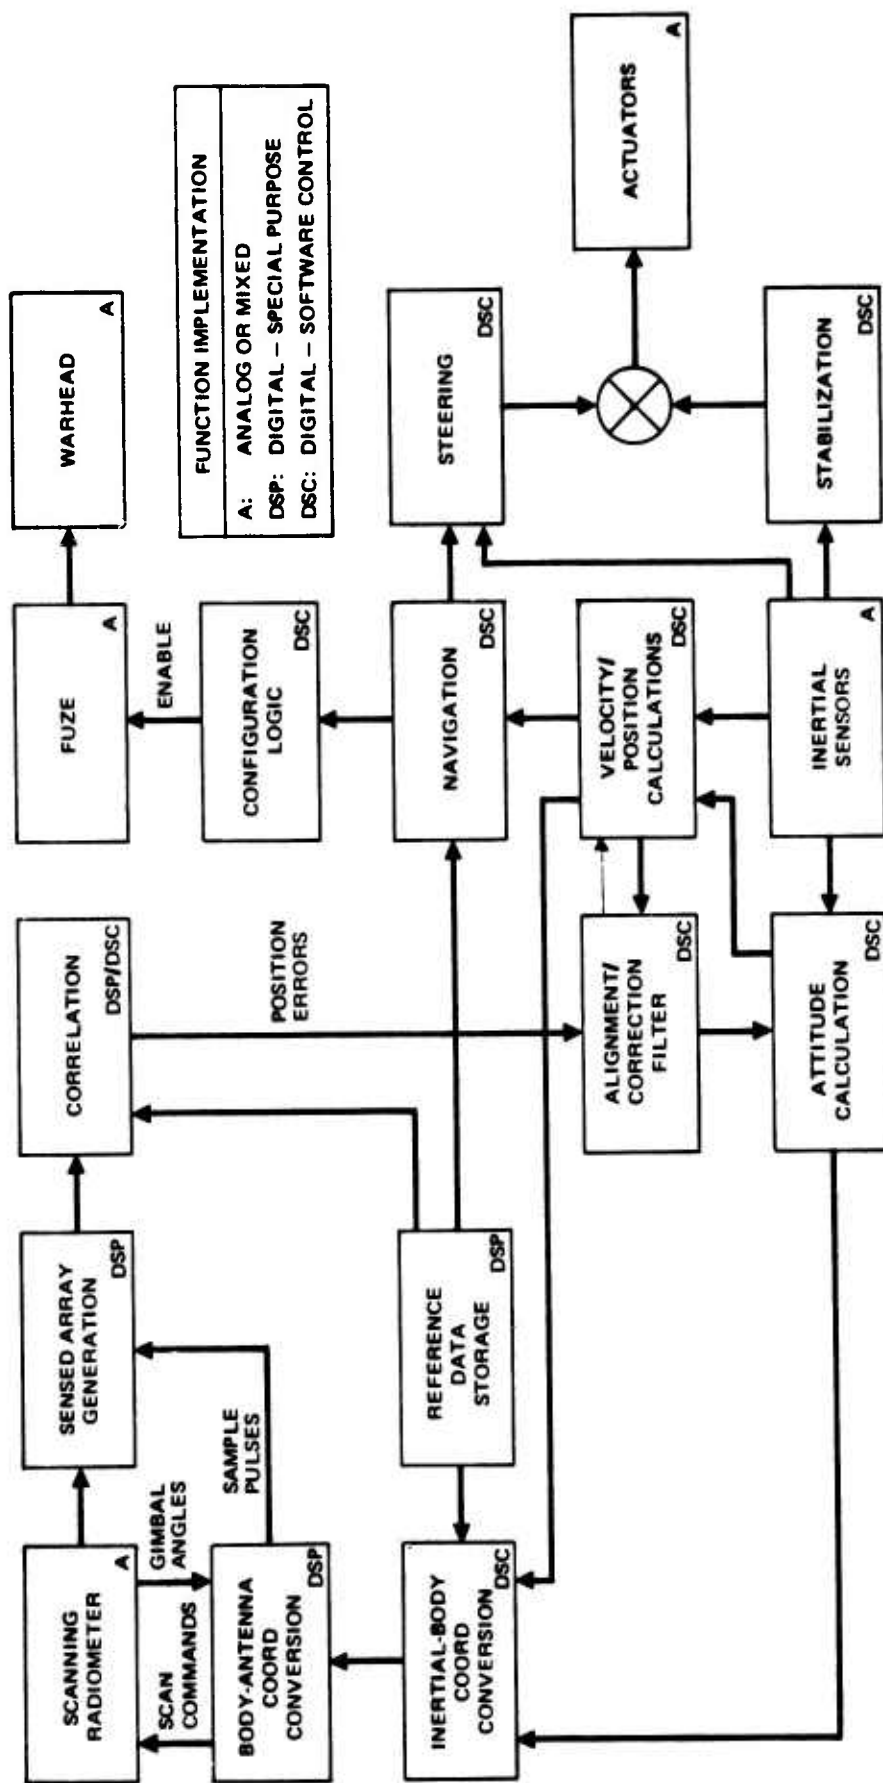 SCANNING
RADIOMETER
A
SCAN
COMMANDS
GIMBAL
ANGLES
BODY-ANTENNA
COORD
CONVERSION
DSP
SAMPLE
PULSES
INERTIAL-BODY
COORD
CONVERSION
DSC
SENSED ARRAY
GENERATION
DSP
REFERENCE
DATA
STORAGE
DSP
CORRELATION
DSP/DSC
POSITION
ERRORS
ALIGNMENT/
CORRECTION
FILTER
DSC
ATTITUDE
CALCULATION
DSC
FUZE
A
ENABLE
CONFIGURATION
LOGIC
DSC
NAVIGATION
DSC
VELOCITY/
POSITION
CALCULATIONS
DSC
INERTIAL
SENSORS
A
WARHEAD
A
FUNCTION IMPLEMENTATION
A: ANALOG OR MIXED
DSP: DIGITAL – SPECIAL PURPOSE
DSC: DIGITAL – SOFTWARE CONTROL
STEERING
DSC
STABILIZATION
DSC
ACTUATORS
A